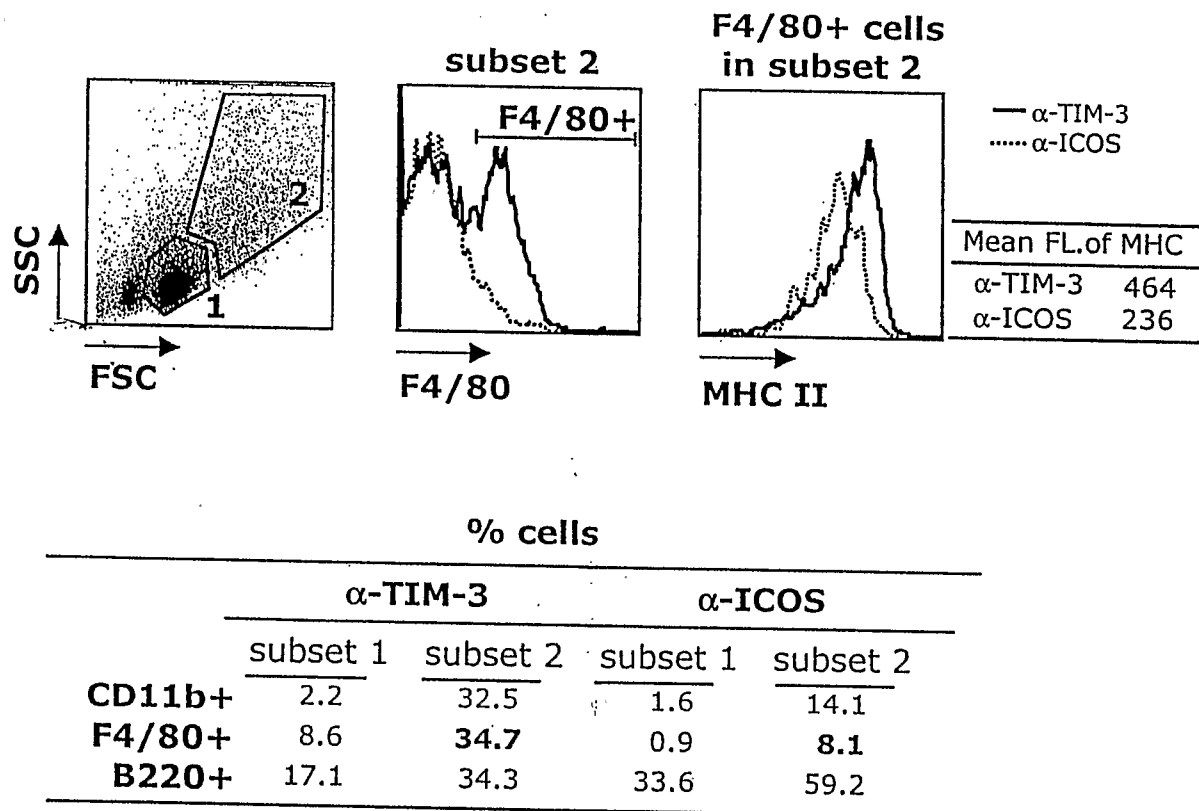 F4/80+ cells
in subset 2
subset 2
F4/80+
2
1
SSC
FSC
F4/80
MHC II
α-TIM-3
α-ICOS
Mean FL.of MHC
α-TIM-3 464
α-ICOS 236
% cells
α-TIM-3 α-ICOS
subset 1 subset 2 subset 1 subset 2
CD11b+ 2.2 32.5 1.6 14.1
F4/80+ 8.6 34.7 0.9 8.1
B220+ 17.1 34.3 33.6 59.2